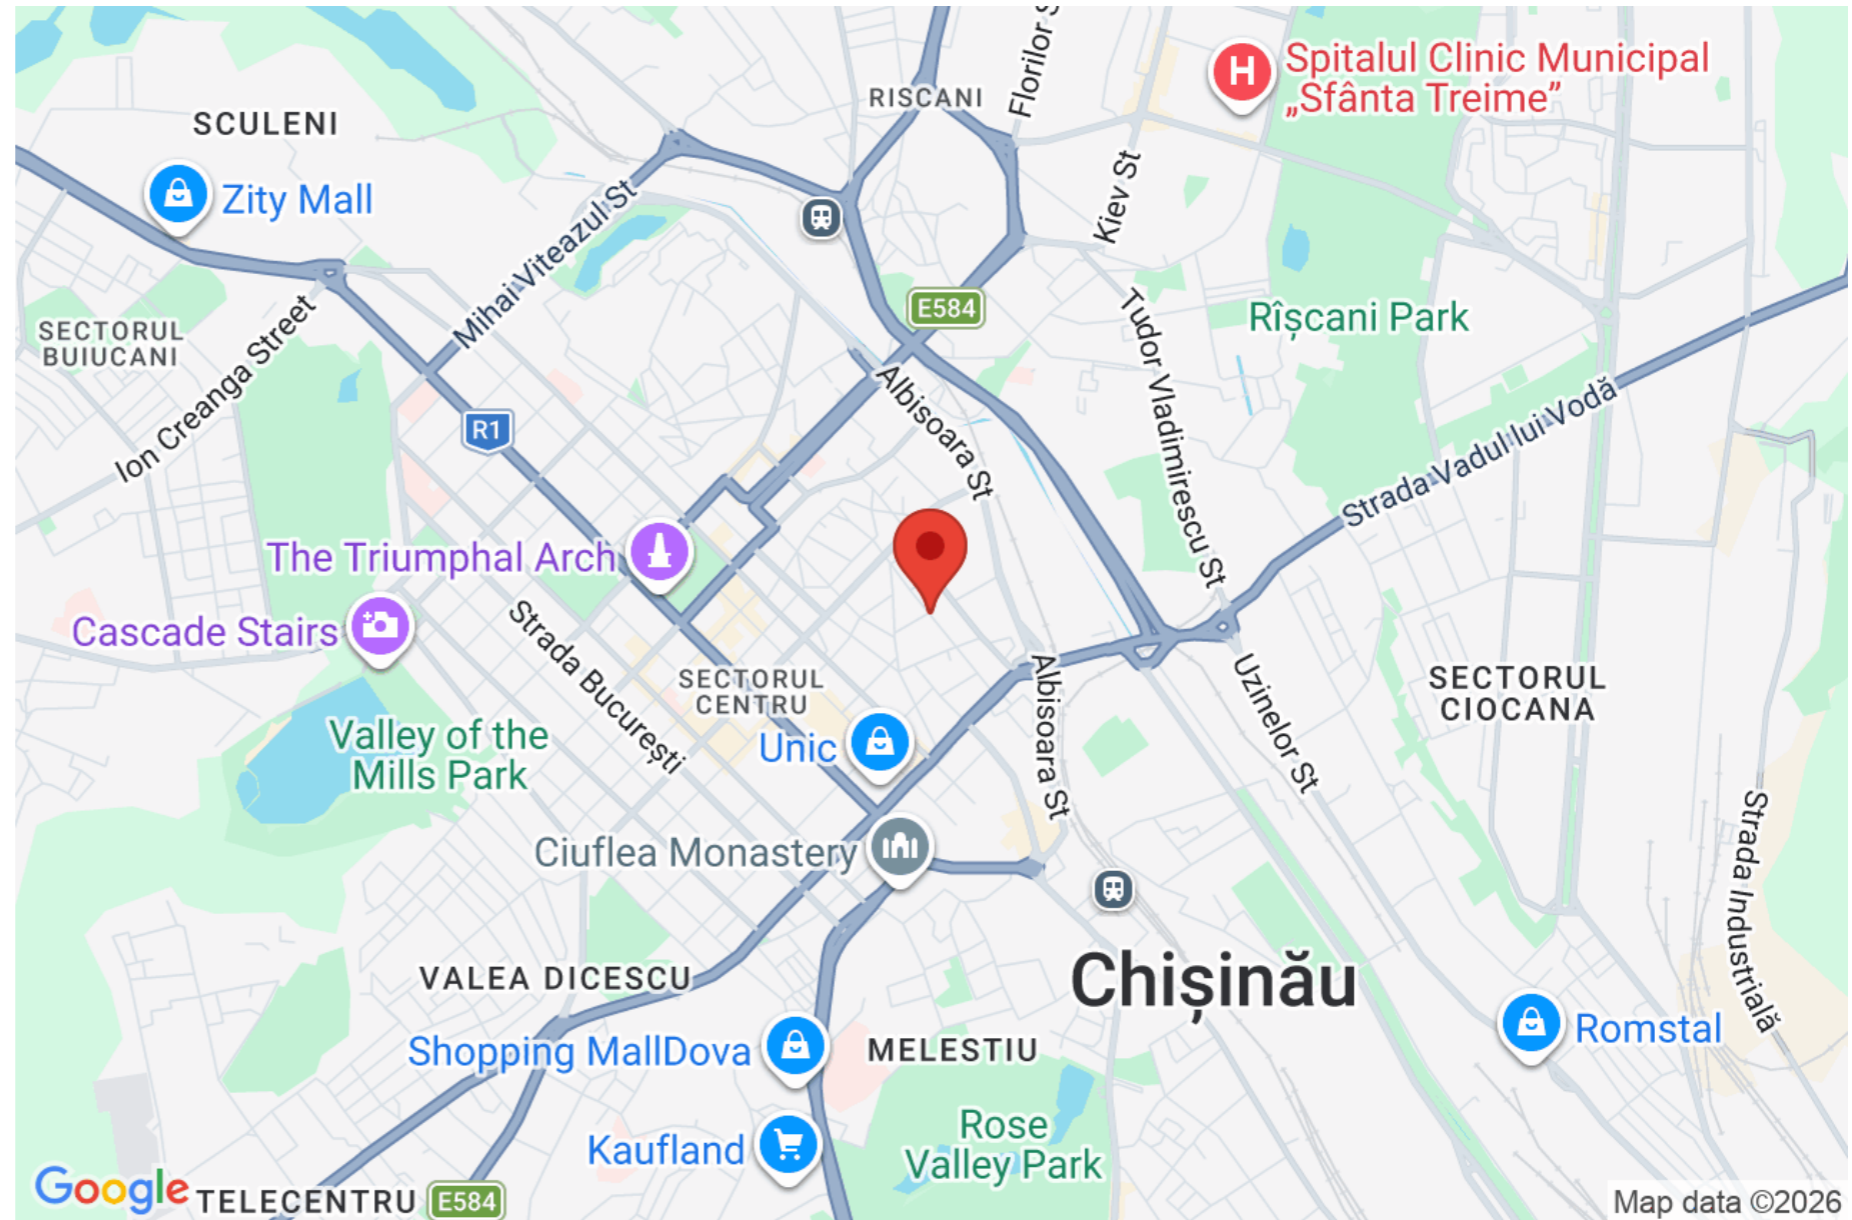 Spitalul Clinic Municipal
„Sfânta Treime”
RISCANI
Florilor
SCULENI
Zity Mall
Kiev St
Mihai Viteazul St
E584
Rîșcani Park
SECTORUL
BUIUCANI
Ion Creanga Street
Tudor Vladimirescu St
R1
Albisoara St
Strada Vadul lui Vodă
The Triumphal Arch
Cascade Stairs
Strada București
SECTORUL
CENTRU
Albisoara St
Uzinelor St
SECTORUL
CIOCANA
Valley of the
Mills Park
Unic
Ciuflea Monastery
Strada Industrială
VALEA DICESCU
Chișinău
Romstal
Shopping MallDova
MELESTIU
Rose
Valley Park
Kaufland
Google
TELECENTRU
E584
Map data ©2026
H